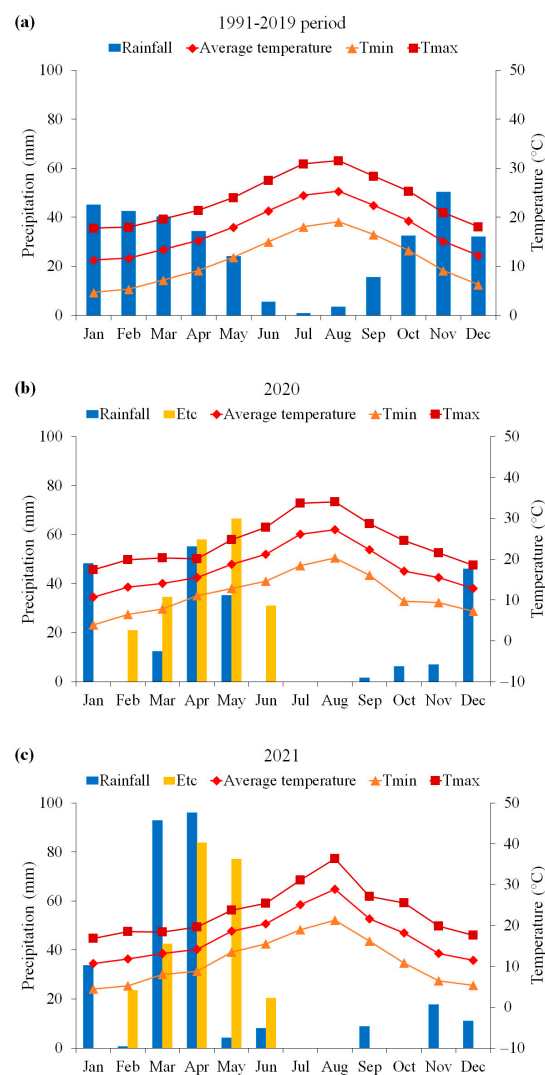 (a) 1991-2019 period
Rainfall Average temperature Tmin Tmax
100 50
80 40
60 30
40 20
20 10
0 0
Precipitation (mm)
Temperature (°C)
Jan Feb Mar Apr May Jun Jul Aug Sep Oct Nov Dec
(b) 2020
Rainfall Etc Average temperature Tmin Tmax
100 50
80 40
60 30
40 20
20 10
0 0
–10
Precipitation (mm)
Temperature (°C)
Jan Feb Mar Apr May Jun Jul Aug Sep Oct Nov Dec
(c) 2021
Rainfall Etc Average temperature Tmin Tmax
100 50
80 40
60 30
40 20
20 10
0 0
–10
Precipitation (mm)
Temperature (°C)
Jan Feb Mar Apr May Jun Jul Aug Sep Oct Nov Dec